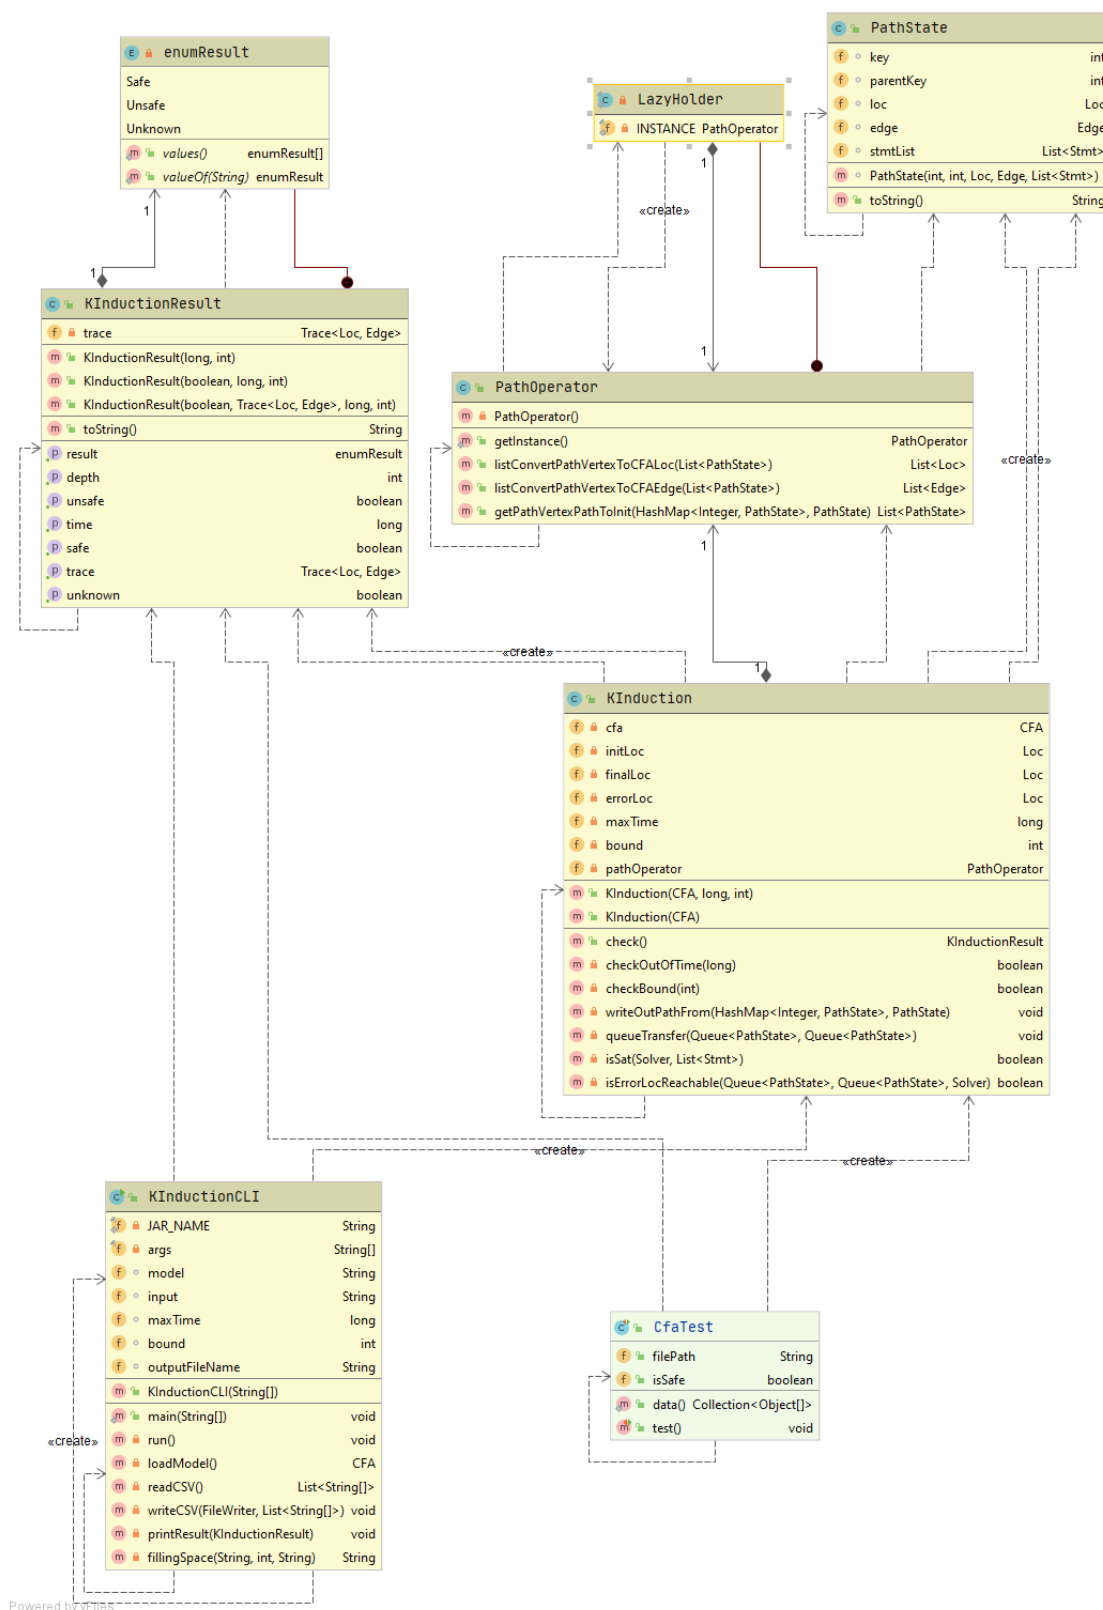 enumResult
Safe
Unsafe
Unknown
values() enumResult[]
valueOf(String) enumResult
1
1
LazyHolder
INSTANCE PathOperator
1
«create»
1
PathState
key int
parentKey int
loc Loc
edge Edge
stmtList List<Stmt>
PathState(int, int, Loc, Edge, List<Stmt>)
toString() String
KInductionResult
trace Trace<Loc, Edge>
KInductionResult(long, int)
KInductionResult(boolean, long, int)
KInductionResult(boolean, Trace<Loc, Edge>, long, int)
toString() String
result enumResult
depth int
unsafe boolean
time long
safe boolean
trace Trace<Loc, Edge>
unknown boolean
PathOperator
PathOperator()
getInstance() PathOperator
listConvertPathVertexToCFALoc(List<PathState>) List<Loc>
listConvertPathVertexToCFAEdge(List<PathState>) List<Edge>
getPathVertexPathToInit(HashMap<Integer, PathState>, PathState) List<PathState>
«create»
1
«create»
1
KInduction
cfa CFA
initLoc Loc
finalLoc Loc
errorLoc Loc
maxTime long
bound int
pathOperator PathOperator
KInduction(CFA, long, int)
KInduction(CFA)
check() KInductionResult
checkOutOfTime(long) boolean
checkBound(int) boolean
writeOutPathFrom(HashMap<Integer, PathState>, PathState) void
queueTransfer(Queue<PathState>, Queue<PathState>) void
isSat(Solver, List<Stmt>) boolean
isErrorLocReachable(Queue<PathState>, Queue<PathState>, Solver) boolean
«create»
«create»
KInductionCLI
JAR_NAME String
args String[]
model String
input String
maxTime long
bound int
outputFileName String
KInductionCLI(String[])
main(String[]) void
run() void
loadModel() CFA
readCSV() List<String[]>
writeCSV(FileWriter, List<String[]>) void
printResult(KInductionResult) void
fillingSpace(String, int, String) String
«create»
CfaTest
filePath String
isSafe boolean
data() Collection<Object[]>
test() void
Powered by yFiles